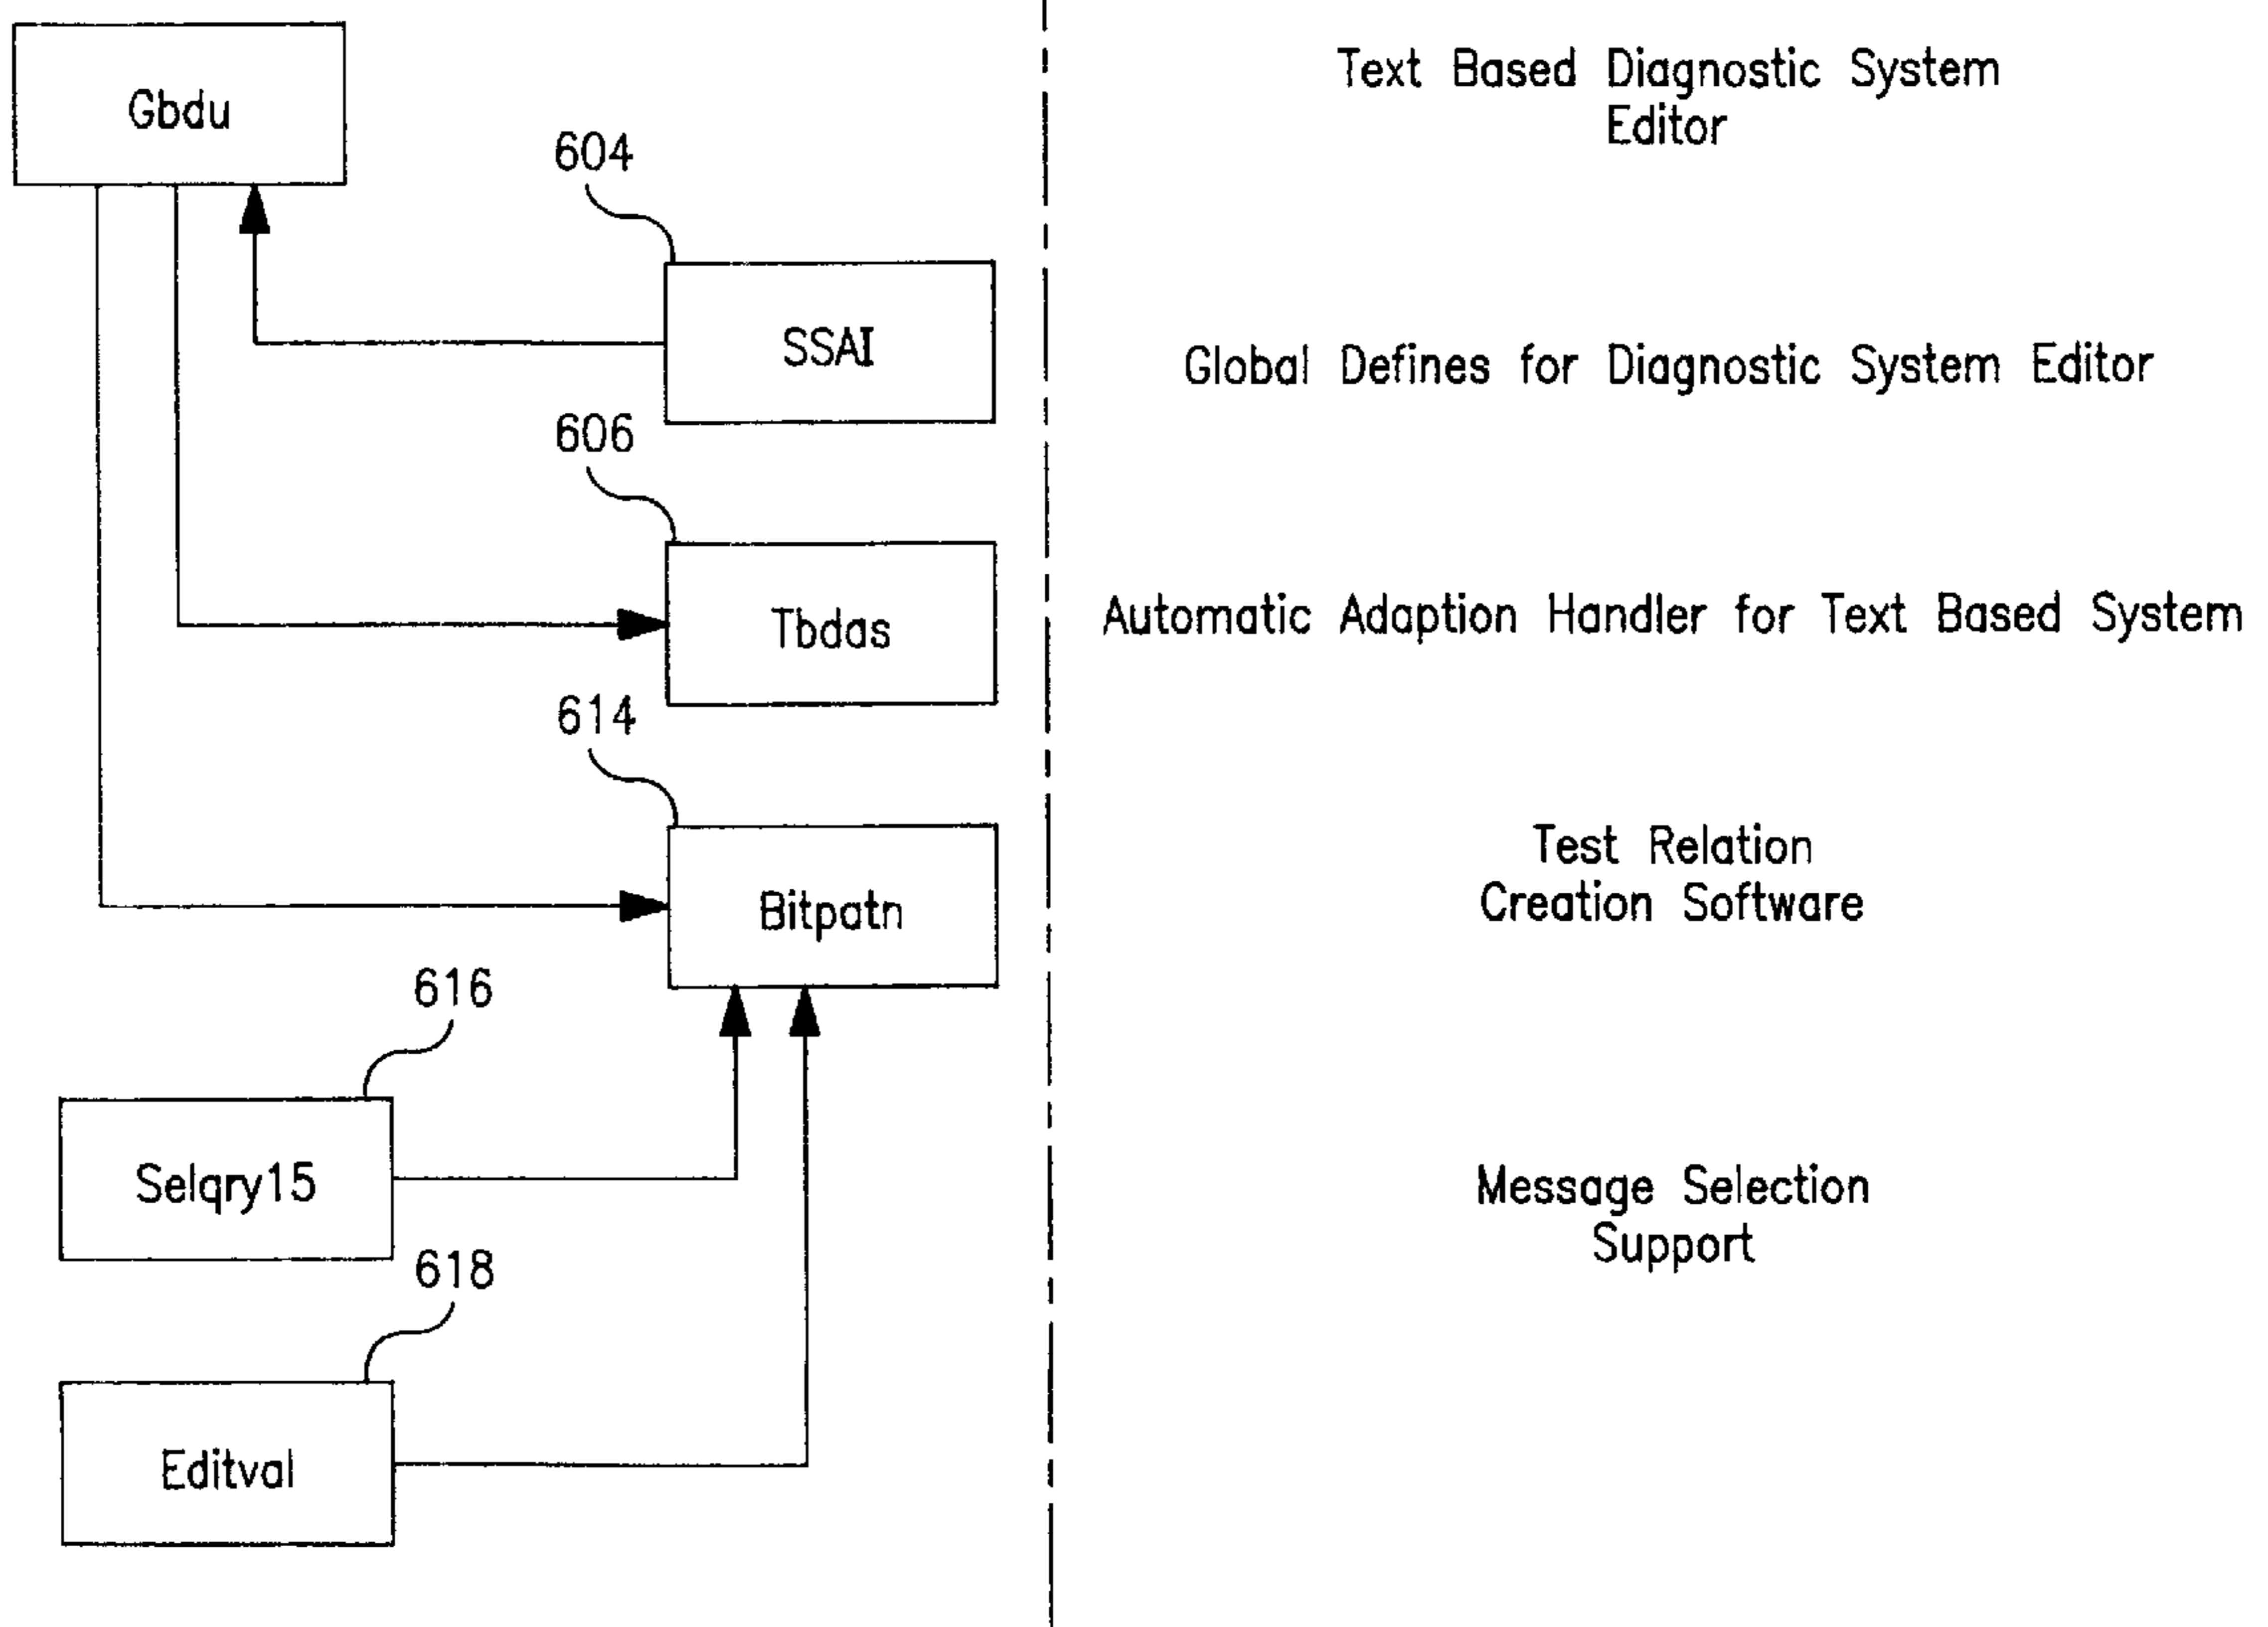 Gbdu
Text Based Diagnostic System
Editor
604
SSAI
Global Defines for Diagnostic System Editor
606
Tbdas
Automatic Adaption Handler for Text Based System
614
Bitpatn
Test Relation
Creation Software
616
Selqry15
Message Selection
Support
618
Editval